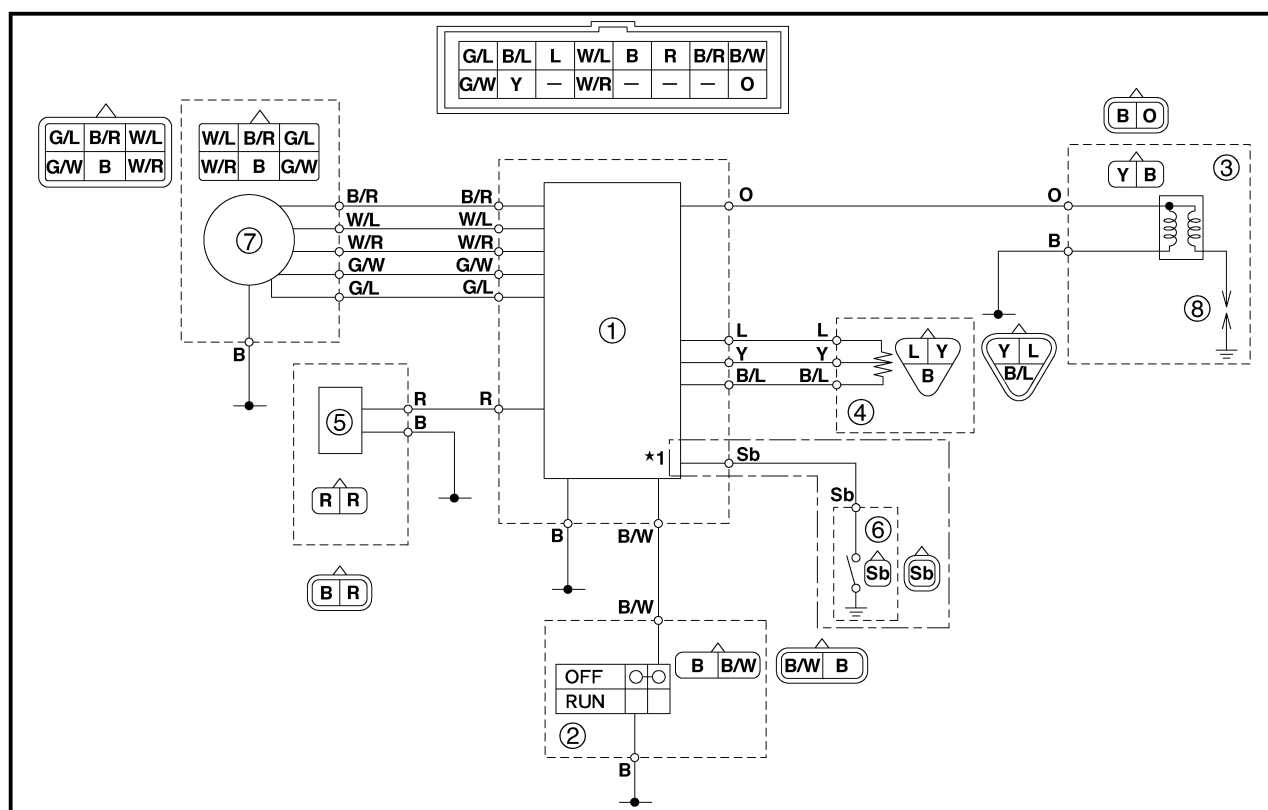 G/L B/L L W/L B R B/R B/W
G/W Y — W/R — — — O
G/L B/R W/L
G/W B W/R
W/L B/R G/L
W/R B G/W
B O
Y B
③
B/R B/R
W/L W/L
W/R W/R
G/W G/W
G/L G/L
⑦
B
O O
B
⑧
①
L L
Y Y
B/L B/L
L Y
B
Y L
B/L
④
⑤
R R
B
R R
B R
★1
Sb
Sb
⑥
Sb
Sb
B B/W
B/W
OFF
RUN
B B/W
B/W B
②
B